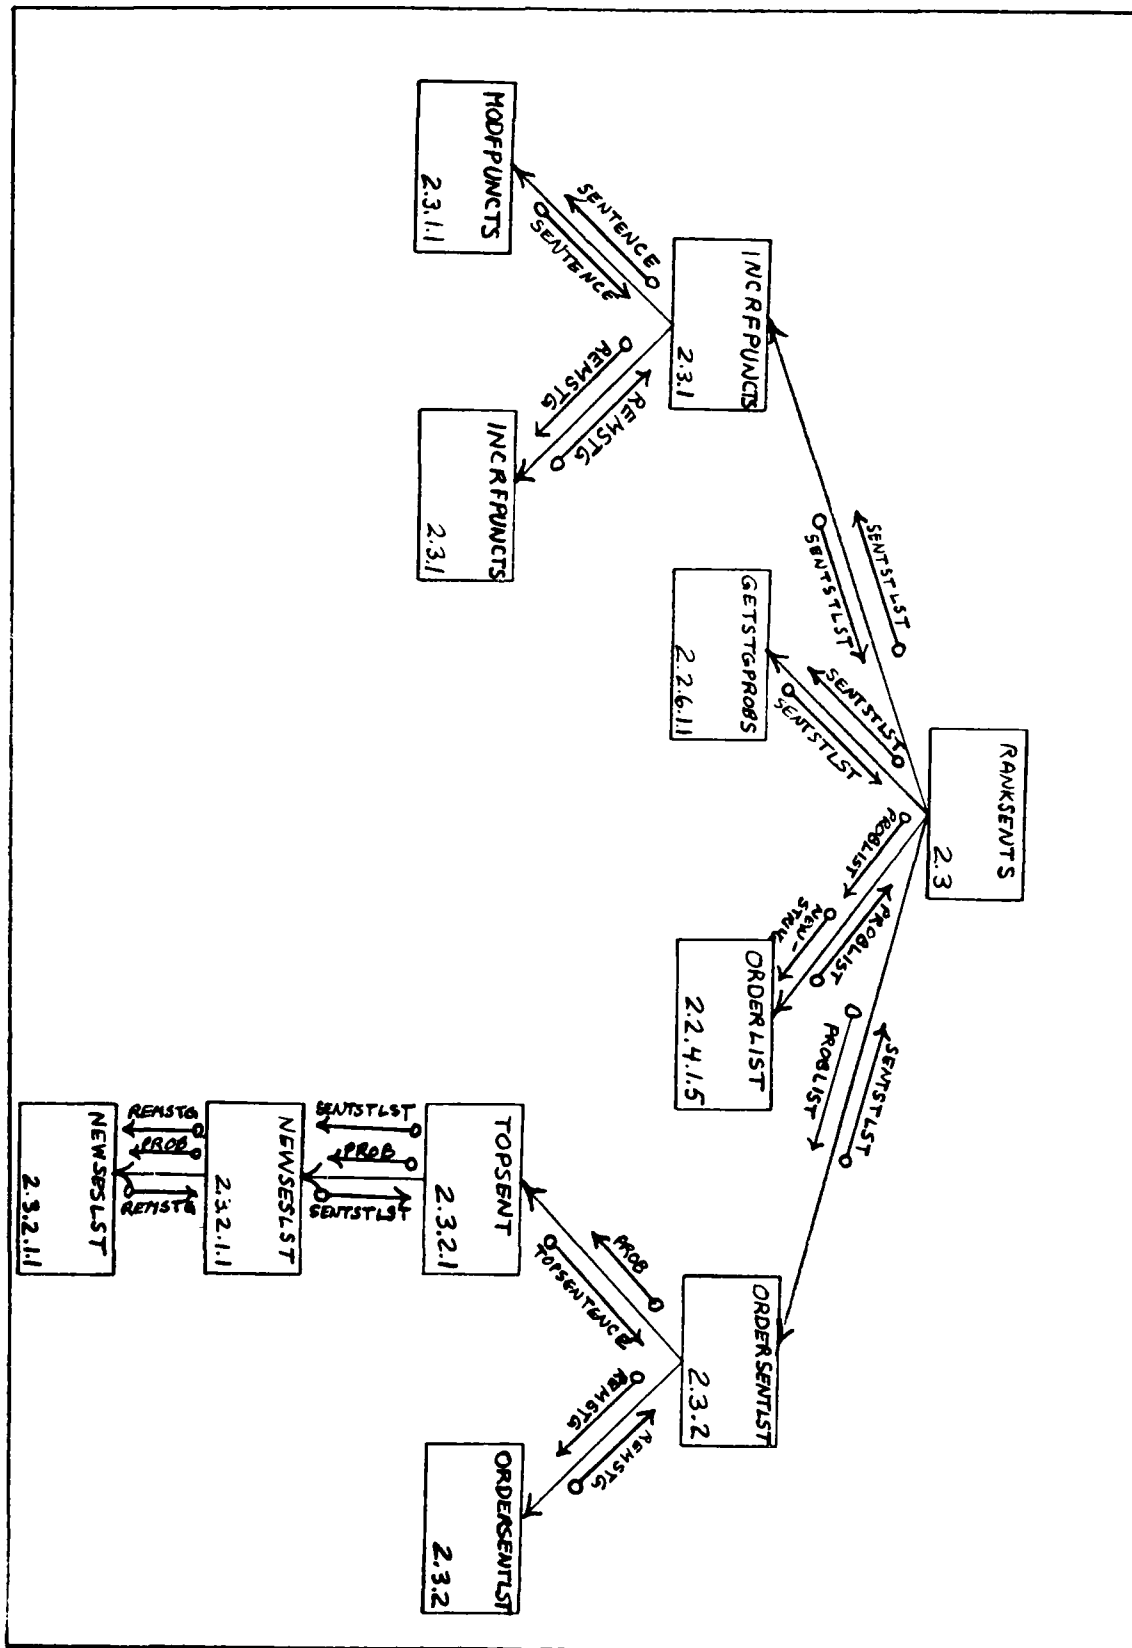 RANKSENTS
2.3
SENTSTLST
SENTSTLST
SENTSTLST
SENTSTLST
PROBLIST
NEW-
PROBLIST
SENTSTLST
PROBLIST
INCRFPUNCTS
2.3.1
GETSTGPROBS
2.2.6.1.1
ORDERLIST
2.2.4.1.5
ORDERSENTLST
2.3.2
SENTENCE
SENTENCE
REMSTG
REMSTG
PROB
TOPSENTENCE
REMSTG
REMSTG
MODFPUNCTS
2.3.1.1
INCRFPUNCTS
2.3.1
TOPSENT
2.3.2.1
ORDERSENTLST
2.3.2
SENTSTLST
PROB
SENTSTLST
NEWSESLST
2.3.2.1.1
REMSTG
PROB
REMSTG
NEWSESLST
2.3.2.1.1